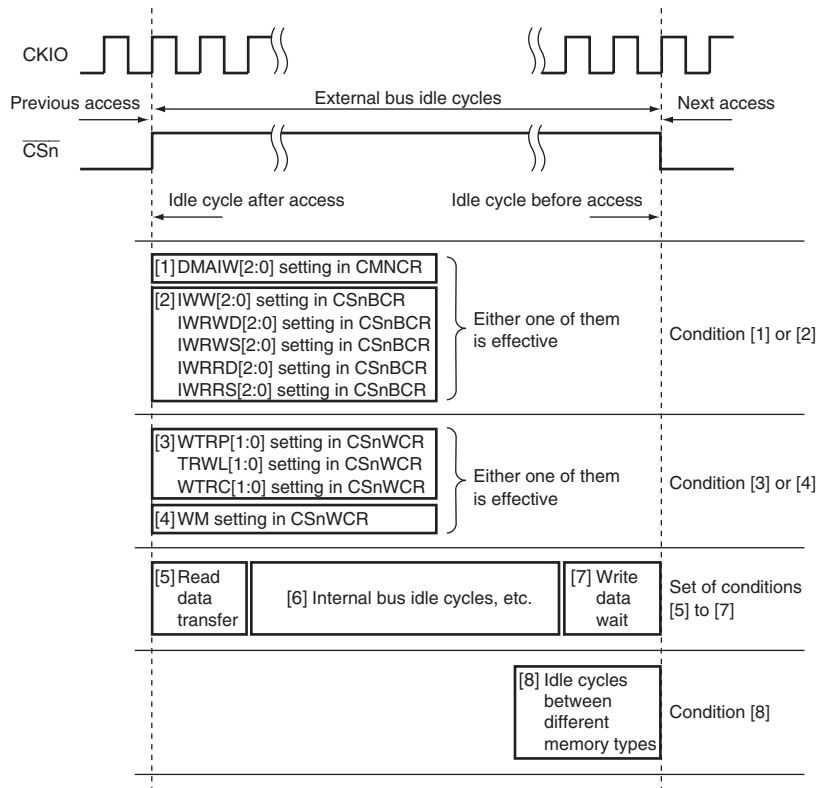 CKIO
Previous access
External bus idle cycles
Next access
CSn
Idle cycle after access
Idle cycle before access
[1] DMAIW[2:0] setting in CMNCR
[2] IWW[2:0] setting in CSnBCR
IWRWD[2:0] setting in CSnBCR
IWRWS[2:0] setting in CSnBCR
IWRRD[2:0] setting in CSnBCR
IWRRS[2:0] setting in CSnBCR
Either one of them
is effective
Condition [1] or [2]
[3] WTRP[1:0] setting in CSnWCR
TRWL[1:0] setting in CSnWCR
WTRC[1:0] setting in CSnWCR
[4] WM setting in CSnWCR
Either one of them
is effective
Condition [3] or [4]
[5] Read
data
transfer
[6] Internal bus idle cycles, etc.
[7] Write
data
wait
Set of conditions
[5] to [7]
[8] Idle cycles
between
different
memory types
Condition [8]